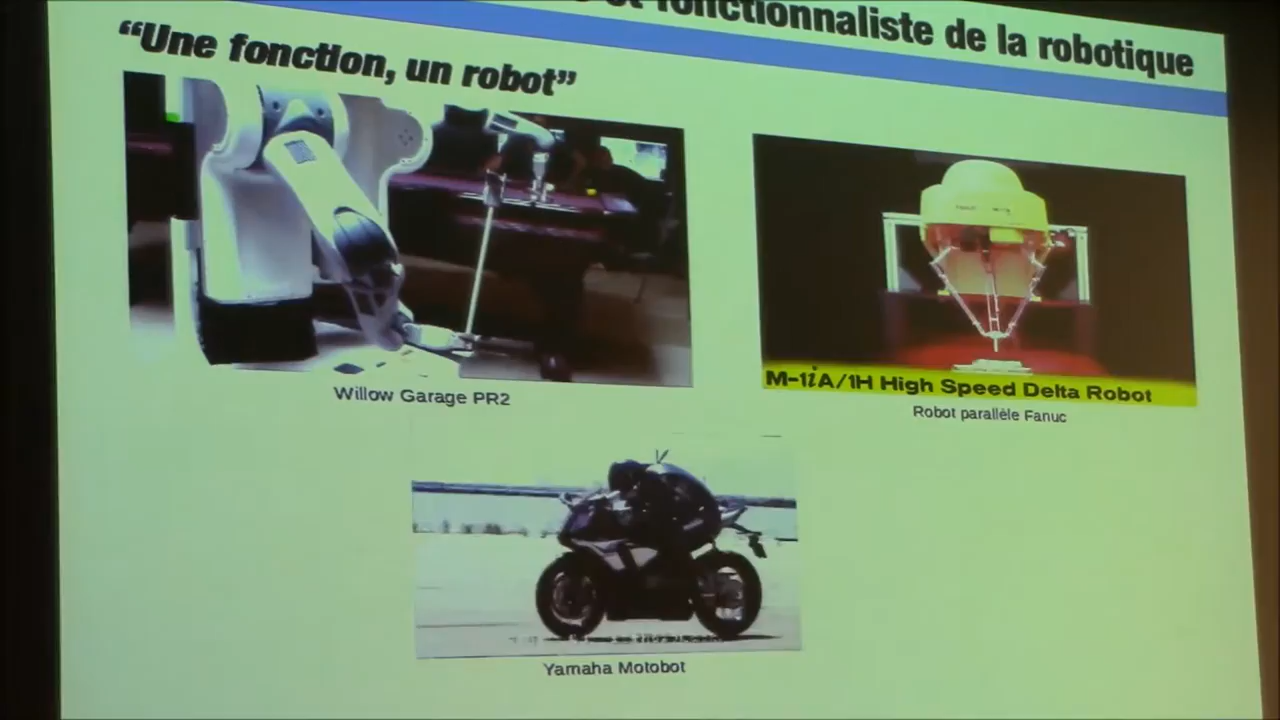 et fonctionnaliste de la robotique
“Une fonction, un robot”
M-1iA/1H High Speed Delta Robot
Willow Garage PR2
Robot parallèle Fanuc
Yamaha Motobot